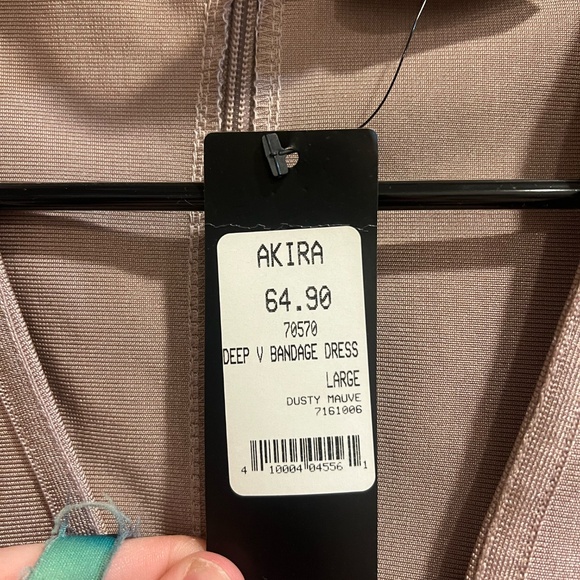 AKIRA
64.90
70570
DEEP V BANDAGE DRESS
LARGE
DUSTY MAUVE
7161006
4 10004 04556 1